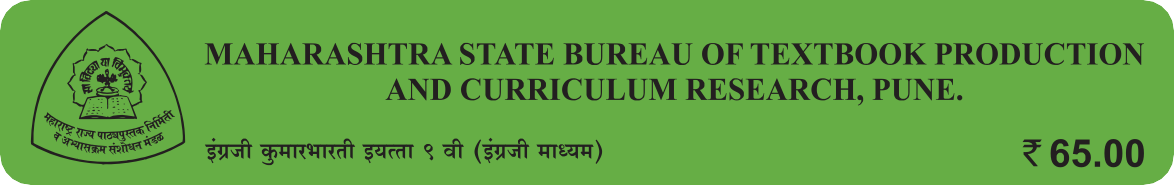 या विद्या या विमुक्तये
महाराष्ट्र राज्य पाठ्यपुस्तक निर्मिती
व अभ्यासक्रम संशोधन मंडळ
MAHARASHTRA STATE BUREAU OF TEXTBOOK PRODUCTION
AND CURRICULUM RESEARCH, PUNE.
इंग्रजी कुमारभारती इयत्ता ९ वी (इंग्रजी माध्यम)
₹ 65.00